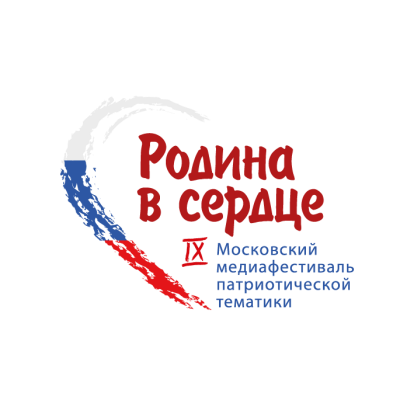 Родина
в сердце
IX Московский
медиафестиваль
патриотической
тематики